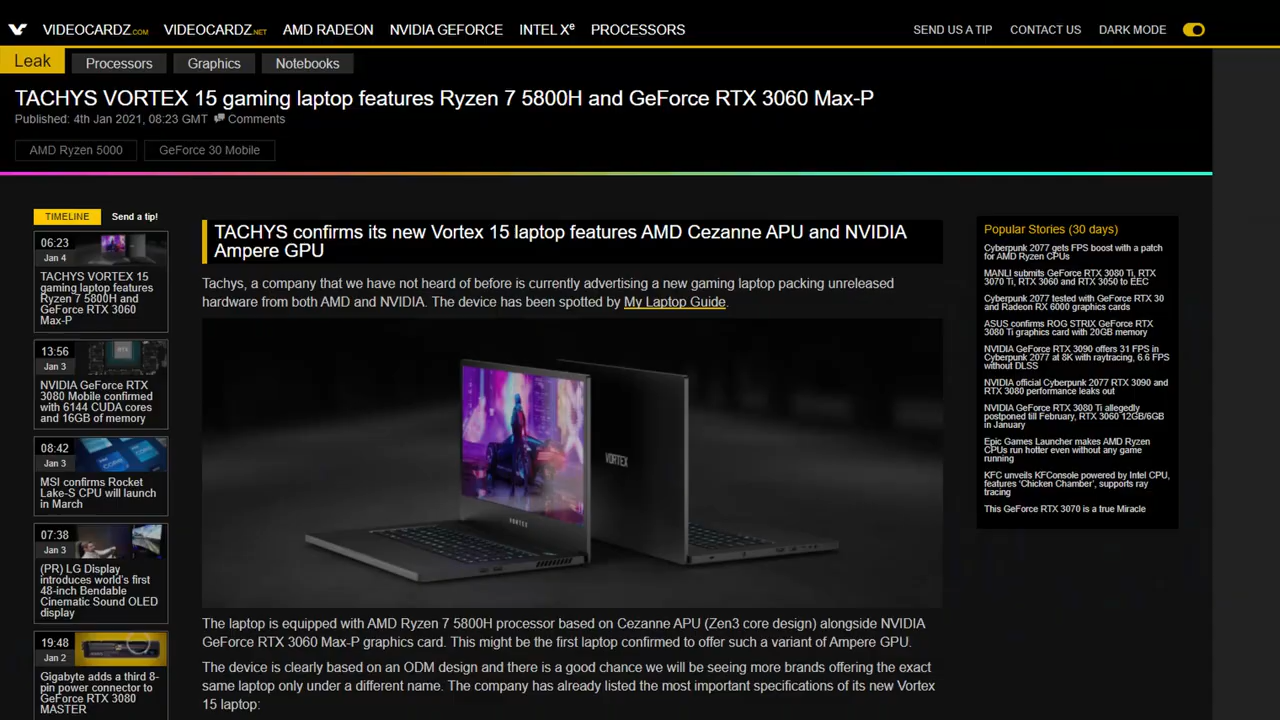 VIDEOCARDZ.COM VIDEOCARDZ.NET AMD RADEON NVIDIA GEFORCE INTEL Xe PROCESSORS SEND US A TIP CONTACT US DARK MODE
Leak Processors Graphics Notebooks
TACHYS VORTEX 15 gaming laptop features Ryzen 7 5800H and GeForce RTX 3060 Max-P
Published: 4th Jan 2021, 08:23 GMT Comments
AMD Ryzen 5000 GeForce 30 Mobile
TIMELINE Send a tip!
06:23
Jan 4
TACHYS VORTEX 15
gaming laptop features
Ryzen 7 5800H and
GeForce RTX 3060
Max-P
13:56
Jan 3
NVIDIA GeForce RTX
3080 Mobile confirmed
with 6144 CUDA cores
and 16GB of memory
08:42
Jan 3
MSI confirms Rocket
Lake-S CPU will launch
in March
07:38
Jan 3
(PR) LG Display
introduces world's first
48-inch Bendable
Cinematic Sound OLED
display
19:48
Jan 2
Gigabyte adds a third 8-
pin power connector to
GeForce RTX 3080
MASTER
TACHYS confirms its new Vortex 15 laptop features AMD Cezanne APU and NVIDIA
Ampere GPU
Tachys, a company that we have not heard of before is currently advertising a new gaming laptop packing unreleased
hardware from both AMD and NVIDIA. The device has been spotted by My Laptop Guide.
VORTEX
VORTEX
The laptop is equipped with AMD Ryzen 7 5800H processor based on Cezanne APU (Zen3 core design) alongside NVIDIA
GeForce RTX 3060 Max-P graphics card. This might be the first laptop confirmed to offer such a variant of Ampere GPU.
The device is clearly based on an ODM design and there is a good chance we will be seeing more brands offering the exact
same laptop only under a different name. The company has already listed the most important specifications of its new Vortex
15 laptop:
Popular Stories (30 days)
Cyberpunk 2077 gets FPS boost with a patch
for AMD Ryzen CPUs
MANLI submits GeForce RTX 3080 Ti, RTX
3070 Ti, RTX 3060 and RTX 3050 to EEC
Cyberpunk 2077 tested with GeForce RTX 30
and Radeon RX 6000 graphics cards
ASUS confirms ROG STRIX GeForce RTX
3080 Ti graphics card with 20GB memory
NVIDIA GeForce RTX 3090 offers 31 FPS in
Cyberpunk 2077 at 8K with raytracing, 6.6 FPS
without DLSS
NVIDIA official Cyberpunk 2077 RTX 3090 and
RTX 3080 performance leaks out
NVIDIA GeForce RTX 3080 Ti allegedly
postponed till February, RTX 3060 12GB/6GB
in January
Epic Games Launcher makes AMD Ryzen
CPUs run hotter even without any game
running
KFC unveils KFConsole powered by Intel CPU,
features 'Chicken Chamber', supports ray
tracing
This GeForce RTX 3070 is a true Miracle